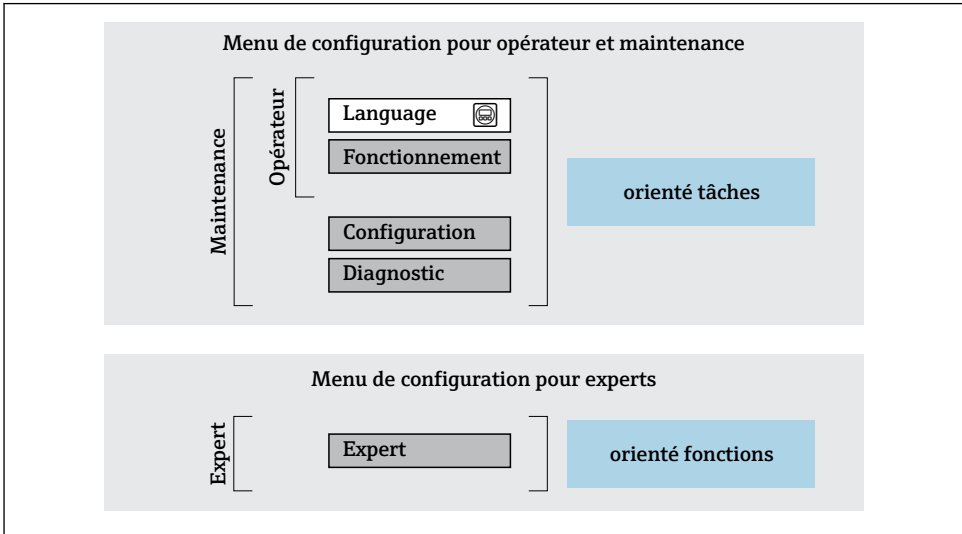 Menu de configuration pour opérateur et maintenance
Maintenance
Opérateur
Language
Fonctionnement
Configuration
Diagnostic
orienté tâches
Menu de configuration pour experts
Expert
Expert
orienté fonctions